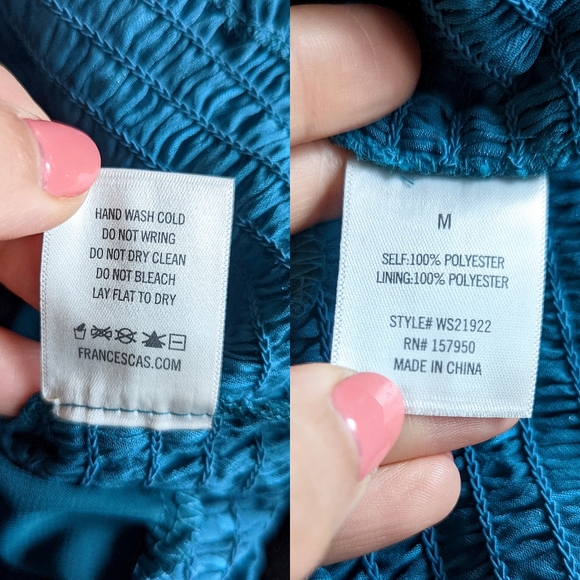 HAND WASH COLD
DO NOT WRING
DO NOT DRY CLEAN
DO NOT BLEACH
LAY FLAT TO DRY
FRANCESCAS.COM
M
SELF:100% POLYESTER
LINING:100% POLYESTER
STYLE# WS21922
RN# 157950
MADE IN CHINA